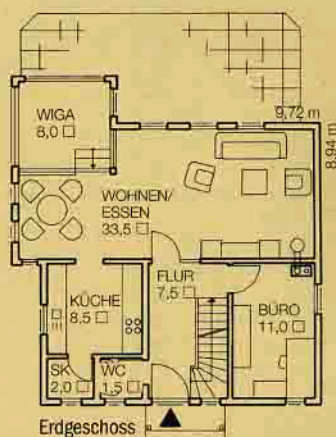 9,72 m
8,94 m
WIGA
8,0 □
WOHNEN/
ESSEN
33,5 □
FLUR
7,5 □
KÜCHE
8,5 □
BÜRO
11,0 □
SK
2,0 □
WC
1,5 □
Erdgeschoss